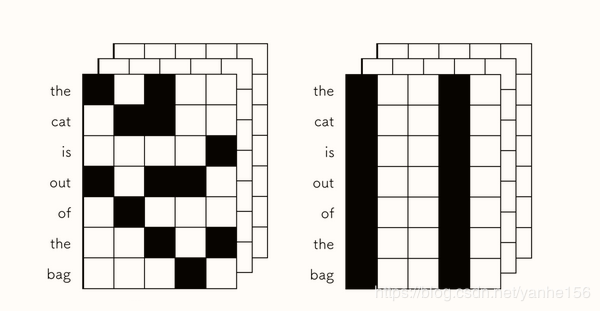 the
cat
is
out
of
the
bag
the
cat
is
out
of
the
bag
https://blog.csdn.net/yanhe156